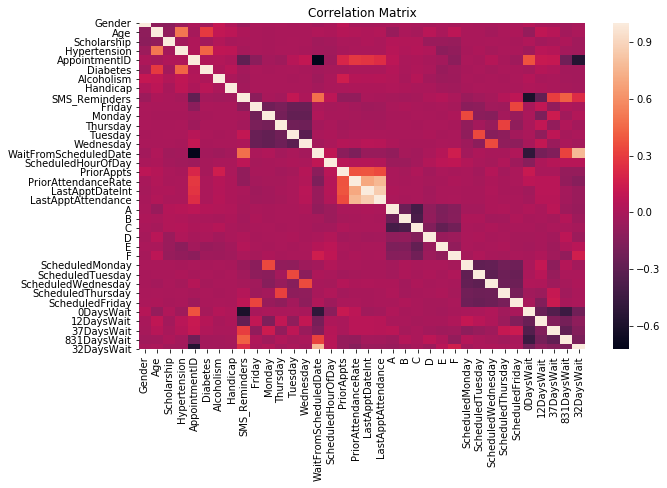 Correlation Matrix
Gender
Age
Scholarship
Hypertension
AppointmentID
Diabetes
Alcoholism
Handicap
SMS_Reminders
Friday
Monday
Thursday
Tuesday
Wednesday
WaitFromScheduledDate
ScheduledHourOfDay
PriorAppts
PriorAttendanceRate
LastApptDateInt
LastApptAttendance
A
B
C
D
E
F
ScheduledMonday
ScheduledTuesday
ScheduledWednesday
ScheduledThursday
ScheduledFriday
0DaysWait
12DaysWait
37DaysWait
831DaysWait
32DaysWait
Gender
Age
Scholarship
Hypertension
AppointmentID
Diabetes
Alcoholism
Handicap
SMS_Reminders
Friday
Monday
Thursday
Tuesday
Wednesday
WaitFromScheduledDate
ScheduledHourOfDay
PriorAppts
PriorAttendanceRate
LastApptDateInt
LastApptAttendance
A
B
C
D
E
F
ScheduledMonday
ScheduledTuesday
ScheduledWednesday
ScheduledThursday
ScheduledFriday
0DaysWait
12DaysWait
37DaysWait
831DaysWait
32DaysWait
0.9
0.6
0.3
0.0
−0.3
−0.6